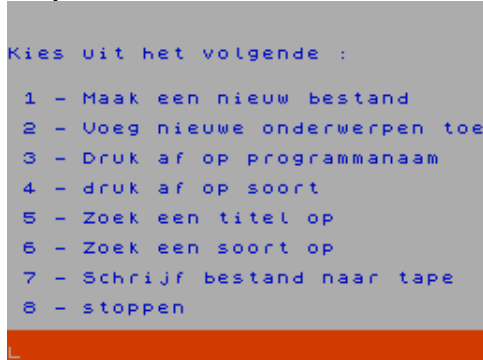 Kies uit het volgende :
1 - Maak een nieuw bestand
2 - Voeg nieuwe onderwerpen toe
3 - Druk af op programmanaam
4 - druk af op soort
5 - Zoek een titel op
6 - Zoek een soort op
7 - Schrijf bestand naar tape
8 - stoppen
L